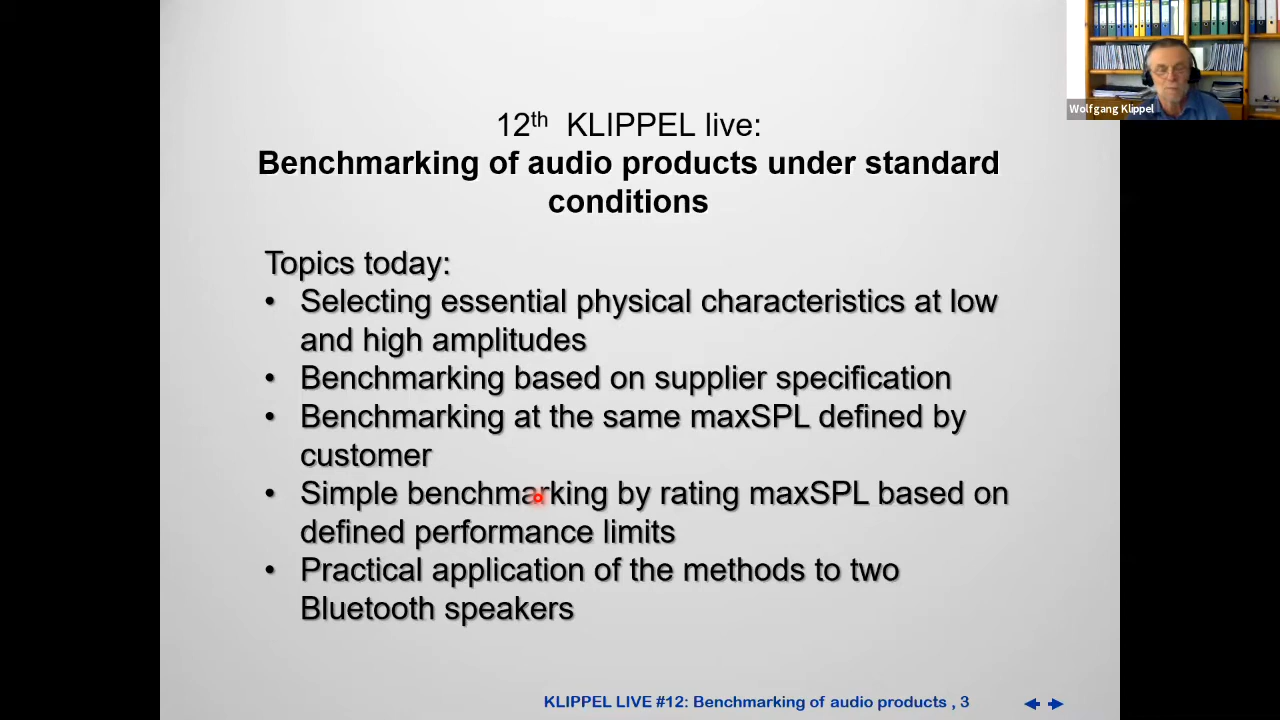 Wolfgang Klippel
12th KLIPPEL live:
Benchmarking of audio products under standard
conditions
Topics today:
• Selecting essential physical characteristics at low
and high amplitudes
• Benchmarking based on supplier specification
• Benchmarking at the same maxSPL defined by
customer
• Simple benchmarking by rating maxSPL based on
defined performance limits
• Practical application of the methods to two
Bluetooth speakers
KLIPPEL LIVE #12: Benchmarking of audio products , 3